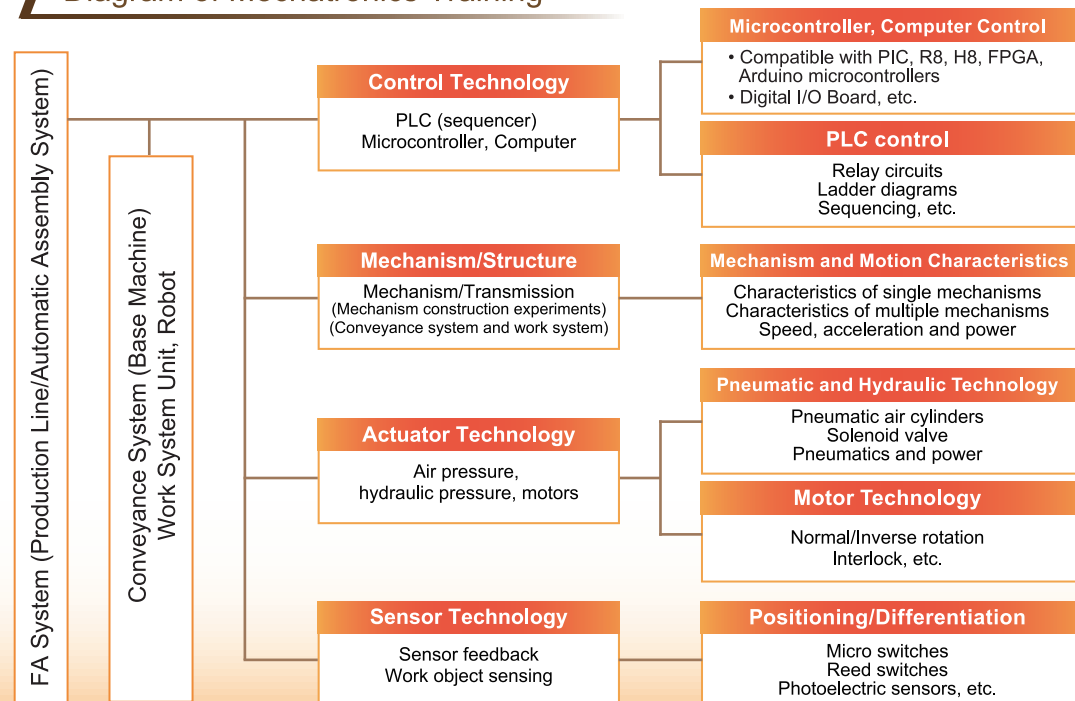 Diagram of Mechatronics Training
FA System (Production Line/Automatic Assembly System)
Conveyance System (Base Machine)
Work System Unit, Robot
Control Technology
PLC (sequencer)
Microcontroller, Computer
Microcontroller, Computer Control
• Compatible with PIC, R8, H8, FPGA,
Arduino microcontrollers
• Digital I/O Board, etc.
PLC control
Relay circuits
Ladder diagrams
Sequencing, etc.
Mechanism/Structure
Mechanism/Transmission
(Mechanism construction experiments)
(Conveyance system and work system)
Mechanism and Motion Characteristics
Characteristics of single mechanisms
Characteristics of multiple mechanisms
Speed, acceleration and power
Actuator Technology
Air pressure,
hydraulic pressure, motors
Pneumatic and Hydraulic Technology
Pneumatic air cylinders
Solenoid valve
Pneumatics and power
Motor Technology
Normal/Inverse rotation
Interlock, etc.
Sensor Technology
Sensor feedback
Work object sensing
Positioning/Differentiation
Micro switches
Reed switches
Photoelectric sensors, etc.